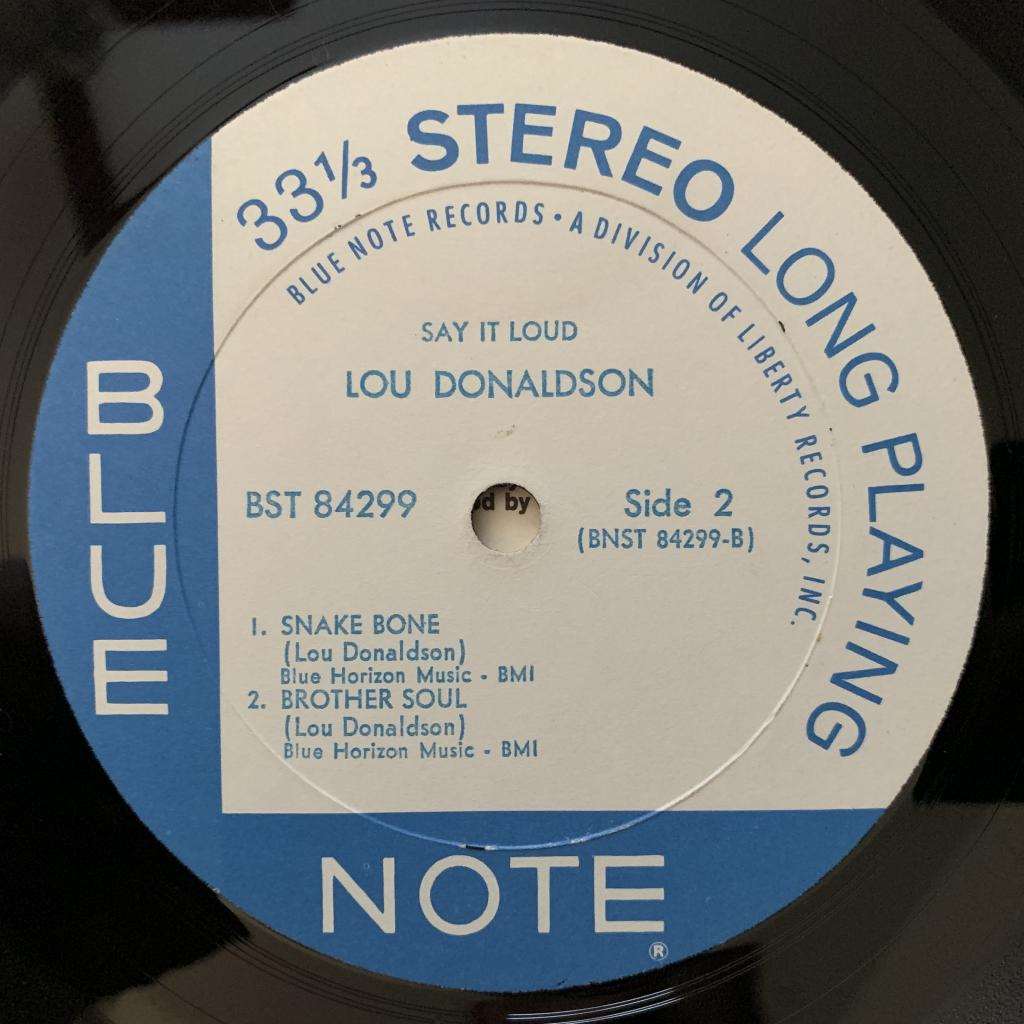 33⅓ STEREO LONG PLAYING
BLUE NOTE RECORDS • A DIVISION OF LIBERTY RECORDS, INC.
SAY IT LOUD
LOU DONALDSON
BST 84299
d by
Side 2
(BNST 84299-B)
1. SNAKE BONE
(Lou Donaldson)
Blue Horizon Music - BMI
2. BROTHER SOUL
(Lou Donaldson)
Blue Horizon Music - BMI
BLUE
NOTE
®